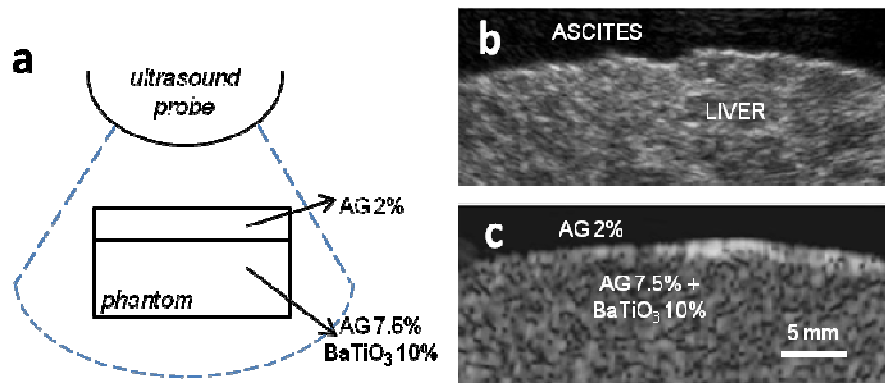 a
ultrasound
probe
AG 2%
phantom
AG 7.5%
BaTiO₃ 10%
b
ASCITES
LIVER
c
AG 2%
AG 7.5% +
BaTiO₃ 10%
5 mm